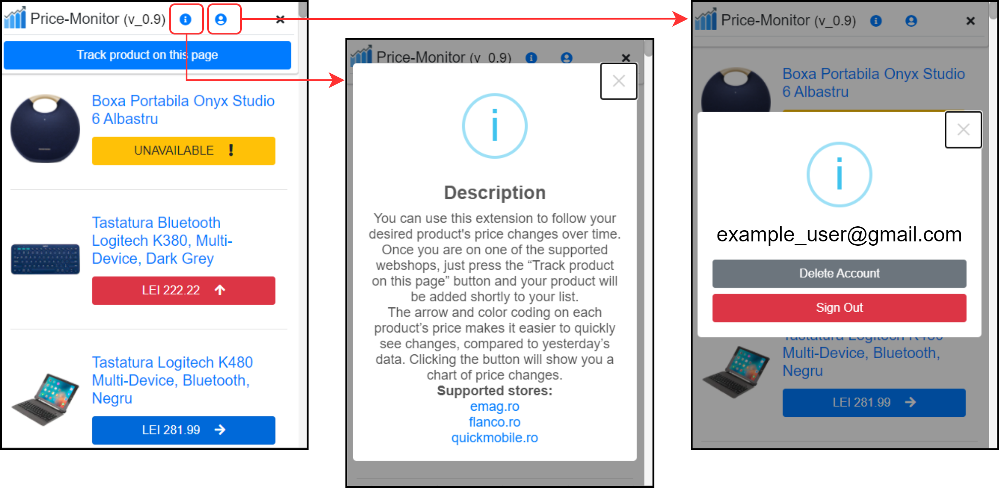 Price-Monitor (v_0.9)
Track product on this page
Boxa Portabila Onyx Studio
6 Albastru
UNAVAILABLE
Tastatura Bluetooth
Logitech K380, Multi-
Device, Dark Grey
LEI 222.22
Tastatura Logitech K480
Multi-Device, Bluetooth,
Negru
LEI 281.99
Price-Monitor (v_0.9)
Description
You can use this extension to follow your
desired product's price changes over time.
Once you are on one of the supported
webshops, just press the “Track product
on this page” button and your product will
be added shortly to your list.
The arrow and color coding on each
product’s price makes it easier to quickly
see changes, compared to yesterday’s
data. Clicking the button will show you a
chart of price changes.
Supported stores:
emag.ro
flanco.ro
quickmobile.ro
Price-Monitor (v_0.9)
Boxa Portabila Onyx Studio
6 Albastru
example_user@gmail.com
Delete Account
Sign Out
Tastatura Logitech K480
Multi-Device, Bluetooth,
Negru
LEI 281.99